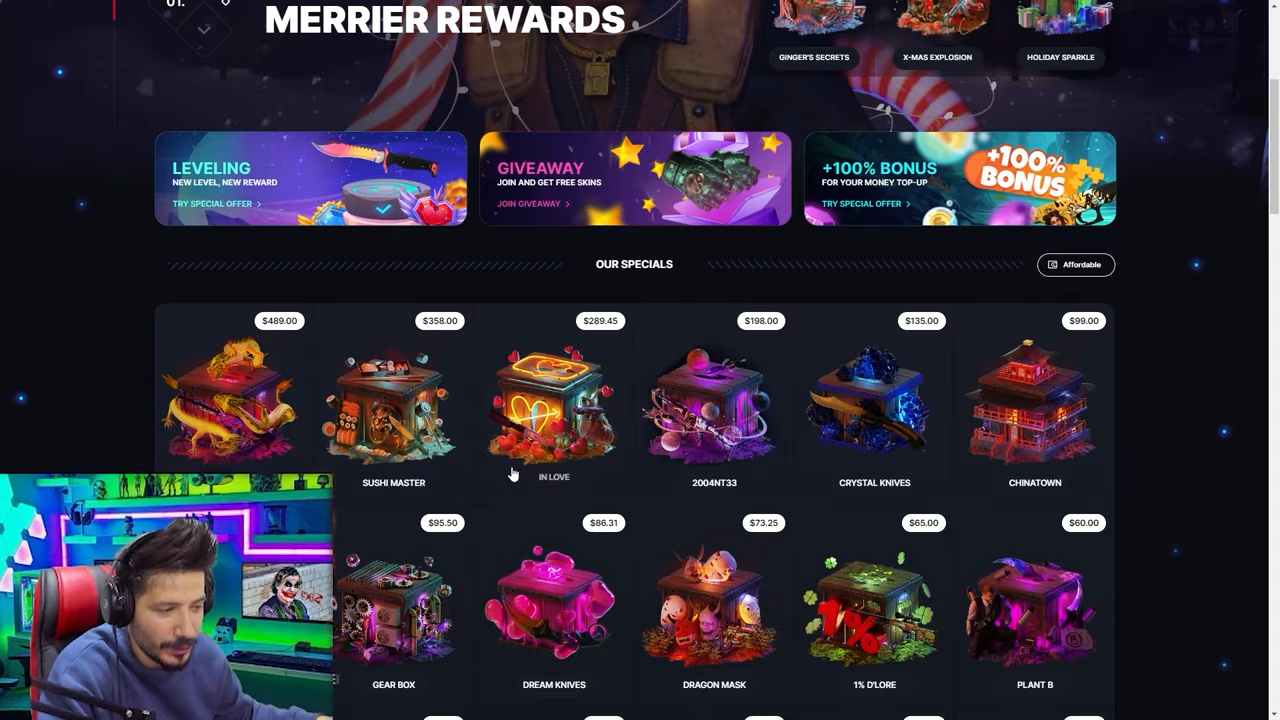 01.
MERRIER REWARDS
GINGER'S SECRETS
X-MAS EXPLOSION
HOLIDAY SPARKLE
LEVELING
NEW LEVEL, NEW REWARD
TRY SPECIAL OFFER >
GIVEAWAY
JOIN AND GET FREE SKINS
JOIN GIVEAWAY >
+100% BONUS
FOR YOUR MONEY TOP-UP
TRY SPECIAL OFFER >
+100%
BONUS
OUR SPECIALS
Affordable
$489.00
$358.00
$289.45
$198.00
$135.00
$99.00
SUSHI MASTER
IN LOVE
2004NT33
CRYSTAL KNIVES
CHINATOWN
$95.50
$86.31
$73.25
$65.00
$60.00
1%
GEAR BOX
DREAM KNIVES
DRAGON MASK
1% D'LORE
PLANT B